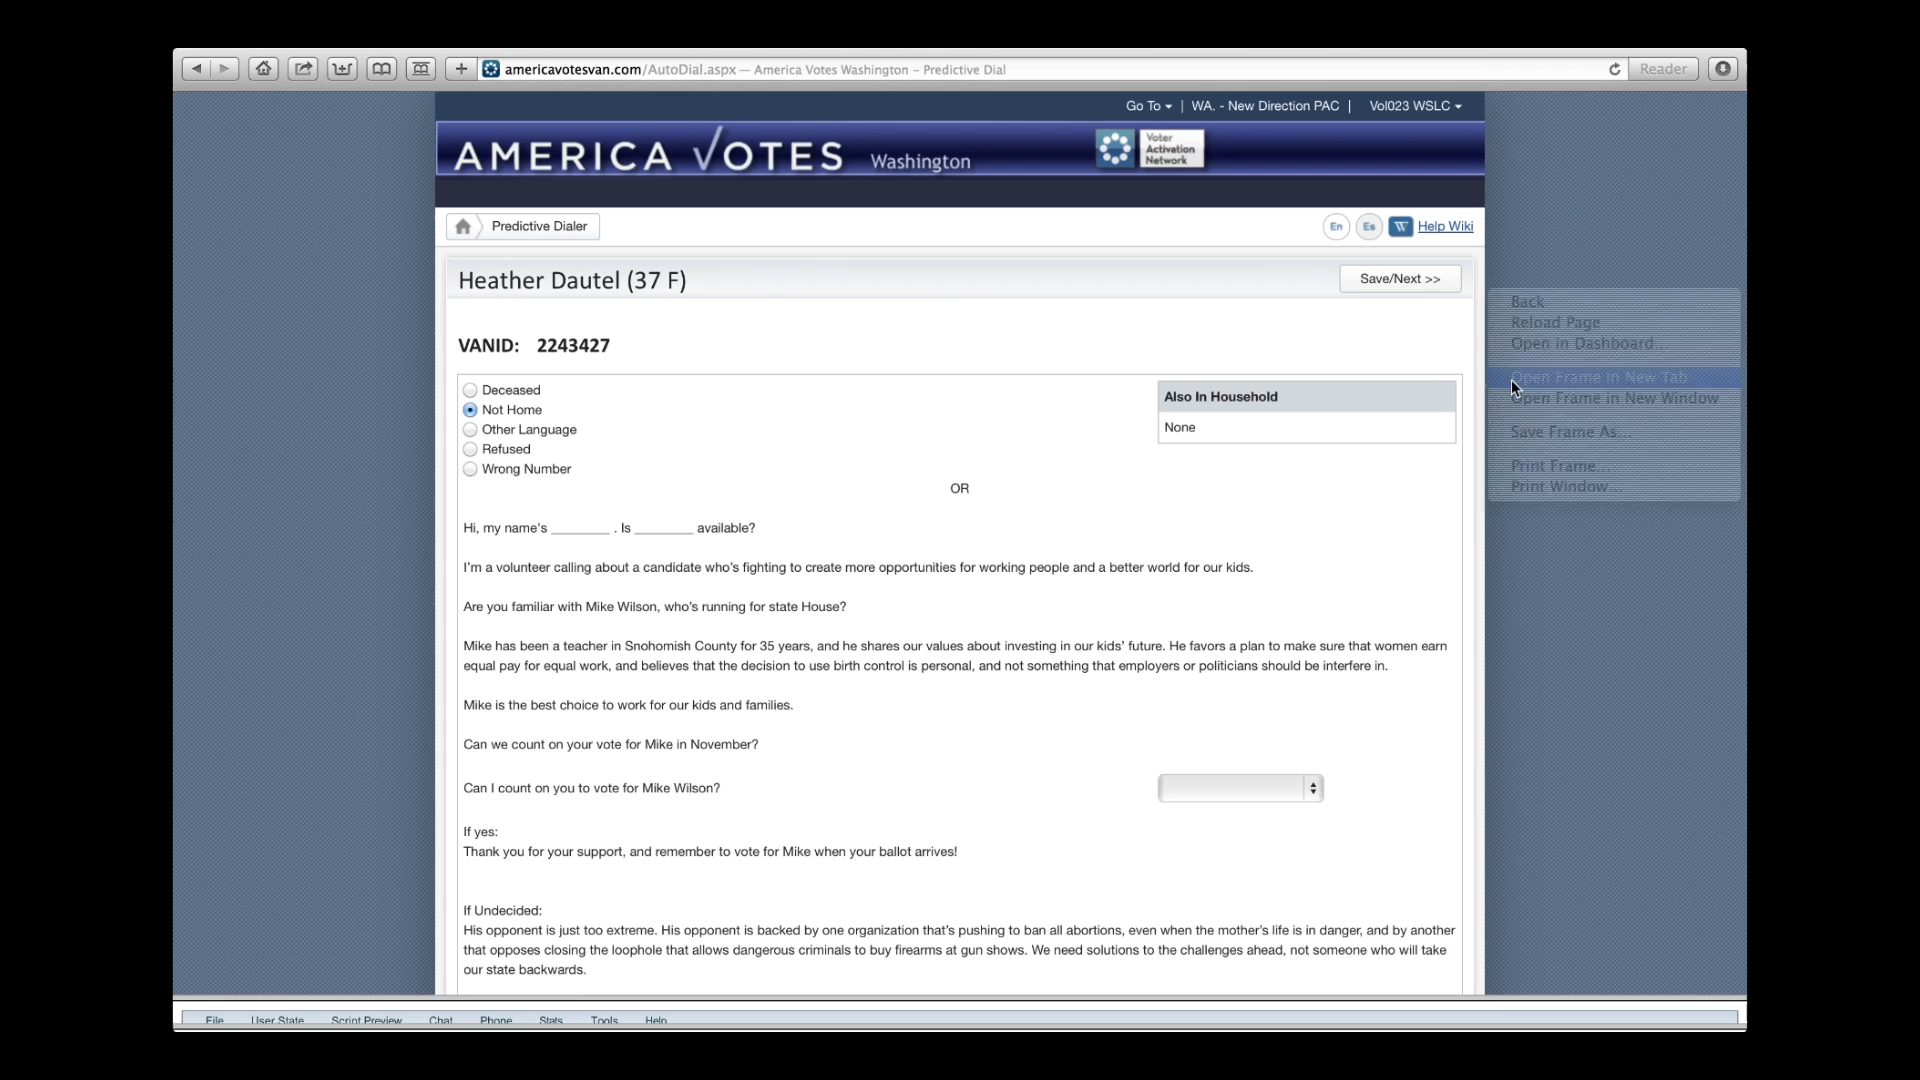 americavotesvan.com/AutoDial.aspx — America Votes Washington – Predictive Dial
Reader
Go To | WA. - New Direction PAC | Vol023 WSLC
AMERICA VOTES Washington
Voter
Activation
Network
Predictive Dialer
En Es W Help Wiki
Heather Dautel (37 F)
Save/Next >>
Back
Reload Page
Open in Dashboard...
Open Frame in New Tab
Open Frame in New Window
Save Frame As...
Print Frame...
Print Window...
VANID: 2243427
Deceased
Not Home
Other Language
Refused
Wrong Number
Also In Household
None
OR
Hi, my name's ________ . Is ________ available?
I'm a volunteer calling about a candidate who's fighting to create more opportunities for working people and a better world for our kids.
Are you familiar with Mike Wilson, who's running for state House?
Mike has been a teacher in Snohomish County for 35 years, and he shares our values about investing in our kids' future. He favors a plan to make sure that women earn
equal pay for equal work, and believes that the decision to use birth control is personal, and not something that employers or politicians should be interfere in.
Mike is the best choice to work for our kids and families.
Can we count on your vote for Mike in November?
Can I count on you to vote for Mike Wilson?
If yes:
Thank you for your support, and remember to vote for Mike when your ballot arrives!
If Undecided:
His opponent is just too extreme. His opponent is backed by one organization that's pushing to ban all abortions, even when the mother's life is in danger, and by another
that opposes closing the loophole that allows dangerous criminals to buy firearms at gun shows. We need solutions to the challenges ahead, not someone who will take
our state backwards.
File User State Script Preview Chat Phone Stats Tools Help